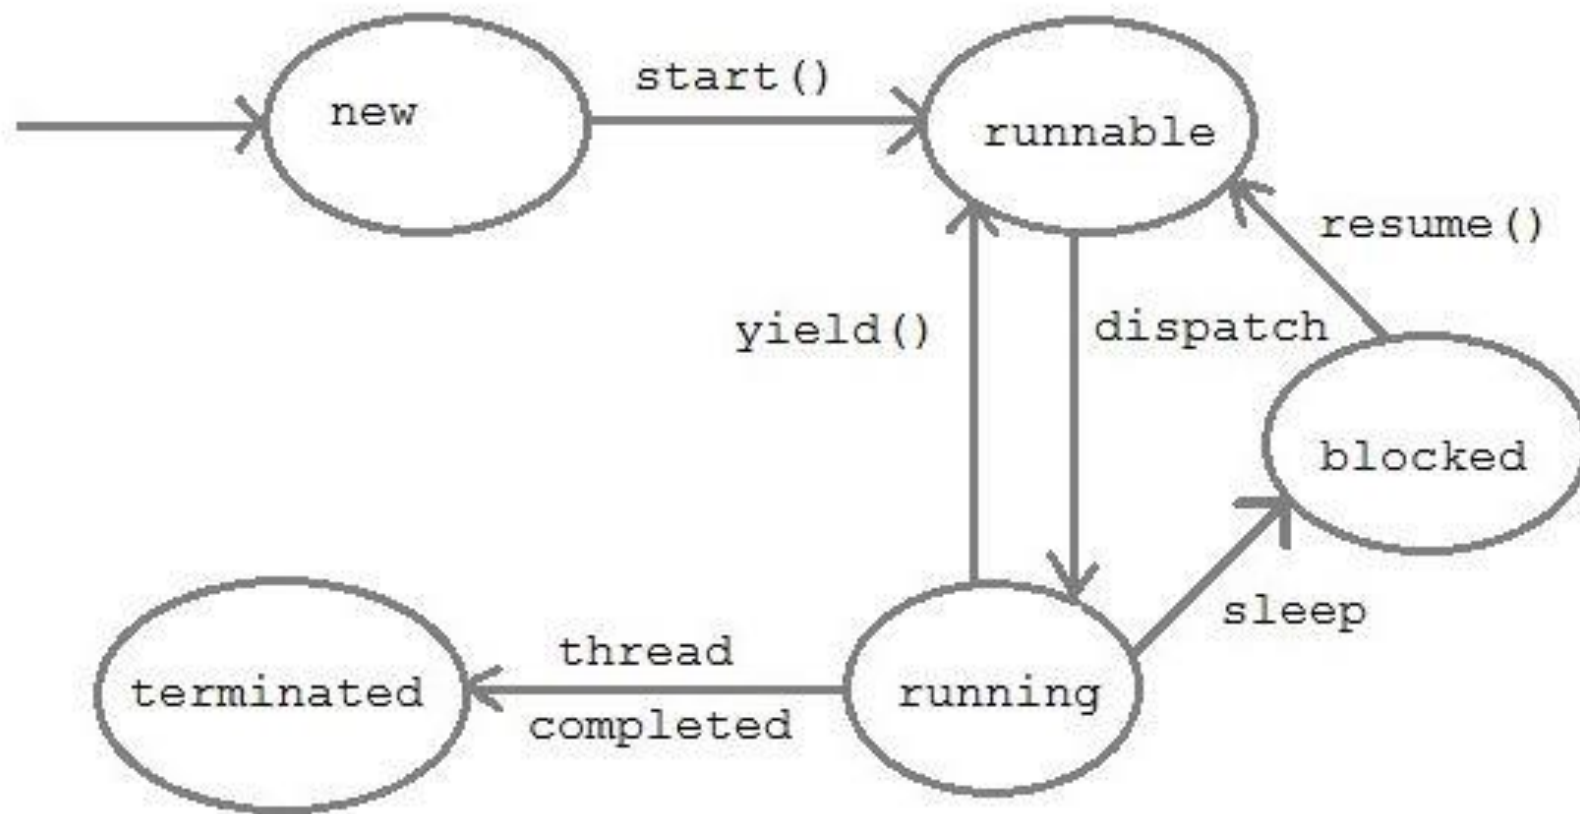 new
start()
runnable
resume()
yield()
dispatch
blocked
sleep
thread
completed
terminated
running